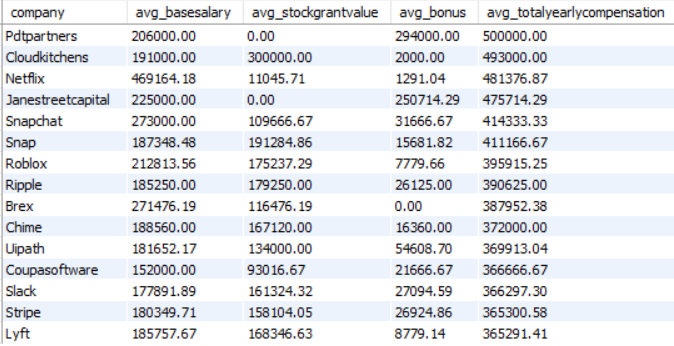 company avg_basesalary avg_stockgrantvalue avg_bonus avg_totalyearlycompensation
Pdtpartners 206000.00 0.00 294000.00 500000.00
Cloudkitchens 191000.00 300000.00 2000.00 493000.00
Netflix 469164.18 11045.71 1291.04 481376.87
Janestreetcapital 225000.00 0.00 250714.29 475714.29
Snapchat 273000.00 109666.67 31666.67 414333.33
Snap 187348.48 191284.86 15681.82 411166.67
Roblox 212813.56 175237.29 7779.66 395915.25
Ripple 185250.00 179250.00 26125.00 390625.00
Brex 271476.19 116476.19 0.00 387952.38
Chime 188560.00 167120.00 16360.00 372000.00
Uipath 181652.17 134000.00 54608.70 369913.04
Coupasoftware 152000.00 93016.67 21666.67 366666.67
Slack 177891.89 161324.32 27094.59 366297.30
Stripe 180349.71 158104.05 26924.86 365300.58
Lyft 185757.67 168346.63 8779.14 365291.41